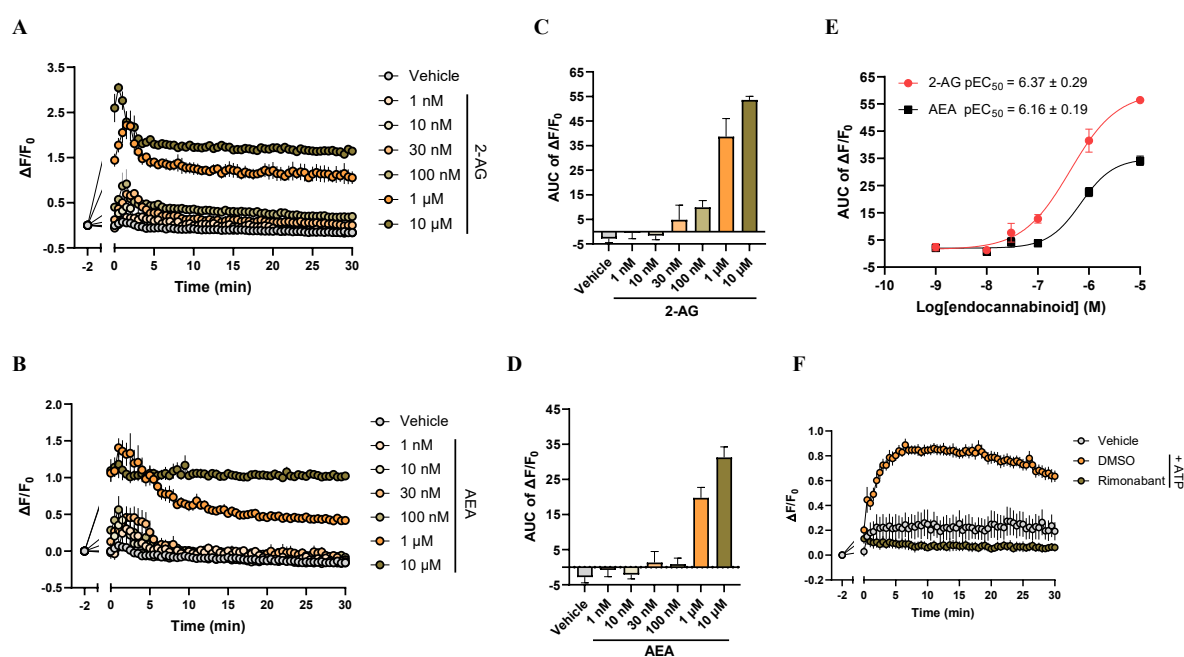 A
ΔF/F0
3.5
2.5
1.5
0.5
-0.5
-2
0
5
10
15
20
25
30
Time (min)
Vehicle
1 nM
10 nM
30 nM
100 nM
1 µM
10 µM
2-AG
C
AUC of ΔF/F0
65
55
45
35
25
15
5
-5
Vehicle
1 nM
10 nM
30 nM
100 nM
1 µM
10 µM
2-AG
E
AUC of ΔF/F0
65
55
45
35
25
15
5
-5
2-AG pEC50 = 6.37 ± 0.29
AEA pEC50 = 6.16 ± 0.19
-10
-9
-8
-7
-6
-5
Log[endocannabinoid] (M)
B
ΔF/F0
2.0
1.5
1.0
0.5
0.0
-0.5
-2
0
5
10
15
20
25
30
Time (min)
Vehicle
1 nM
10 nM
30 nM
100 nM
1 µM
10 µM
AEA
D
AUC of ΔF/F0
45
35
25
15
5
-5
Vehicle
1 nM
10 nM
30 nM
100 nM
1 µM
10 µM
AEA
F
ΔF/F0
1.0
0.8
0.6
0.4
0.2
0.0
-0.2
-2
0
5
10
15
20
25
30
Time (min)
Vehicle
DMSO
Rimonabant
+ ATP